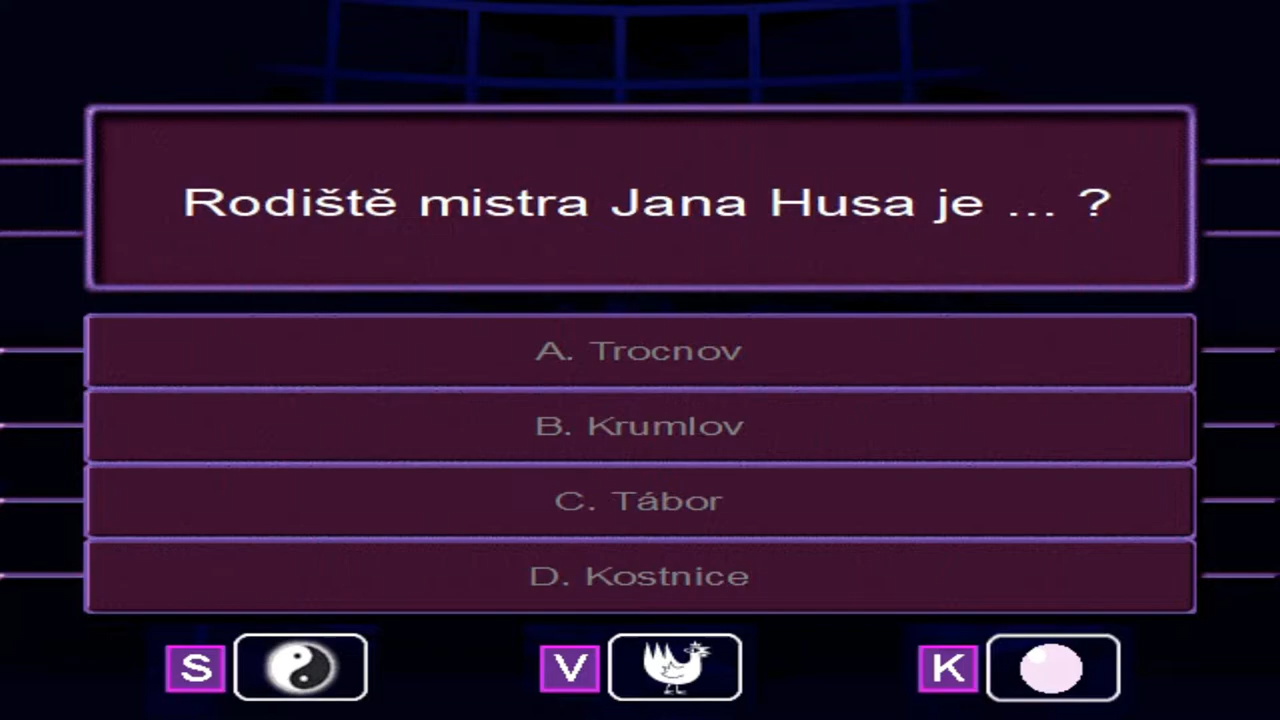 Rodiště mistra Jana Husa je ... ?
A. Trocnov
B. Krumlov
C. Tábor
D. Kostnice
S V K